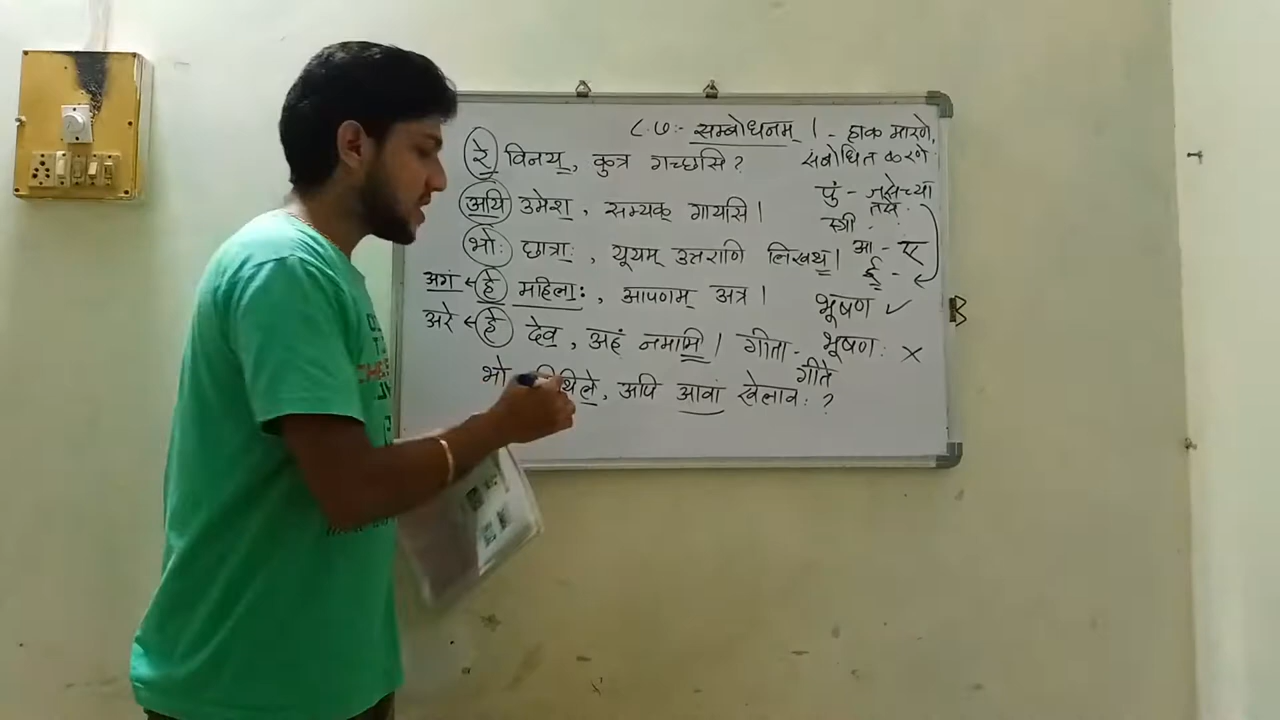 ८.७:- सम्बोधनम् । - हाक मारणे,
संबोधित करणे
रे विनय्, कुत्र गच्छसि ?
पुं - जसेच्या
तसे.
अयि उमेश, सम्यक् गायसि ।
स्त्री -
भोः छात्राः, यूयम् उत्तराणि लिखथ । आ - ए
ई -
अगं ← हे महिलाः, आपणम् अत्र ।
भूषण ✓
अरे ← हे देव, अहं नमामि । गीता - भूषणः ✗
गीते
भो थिले, अपि आवां खेलावः ?